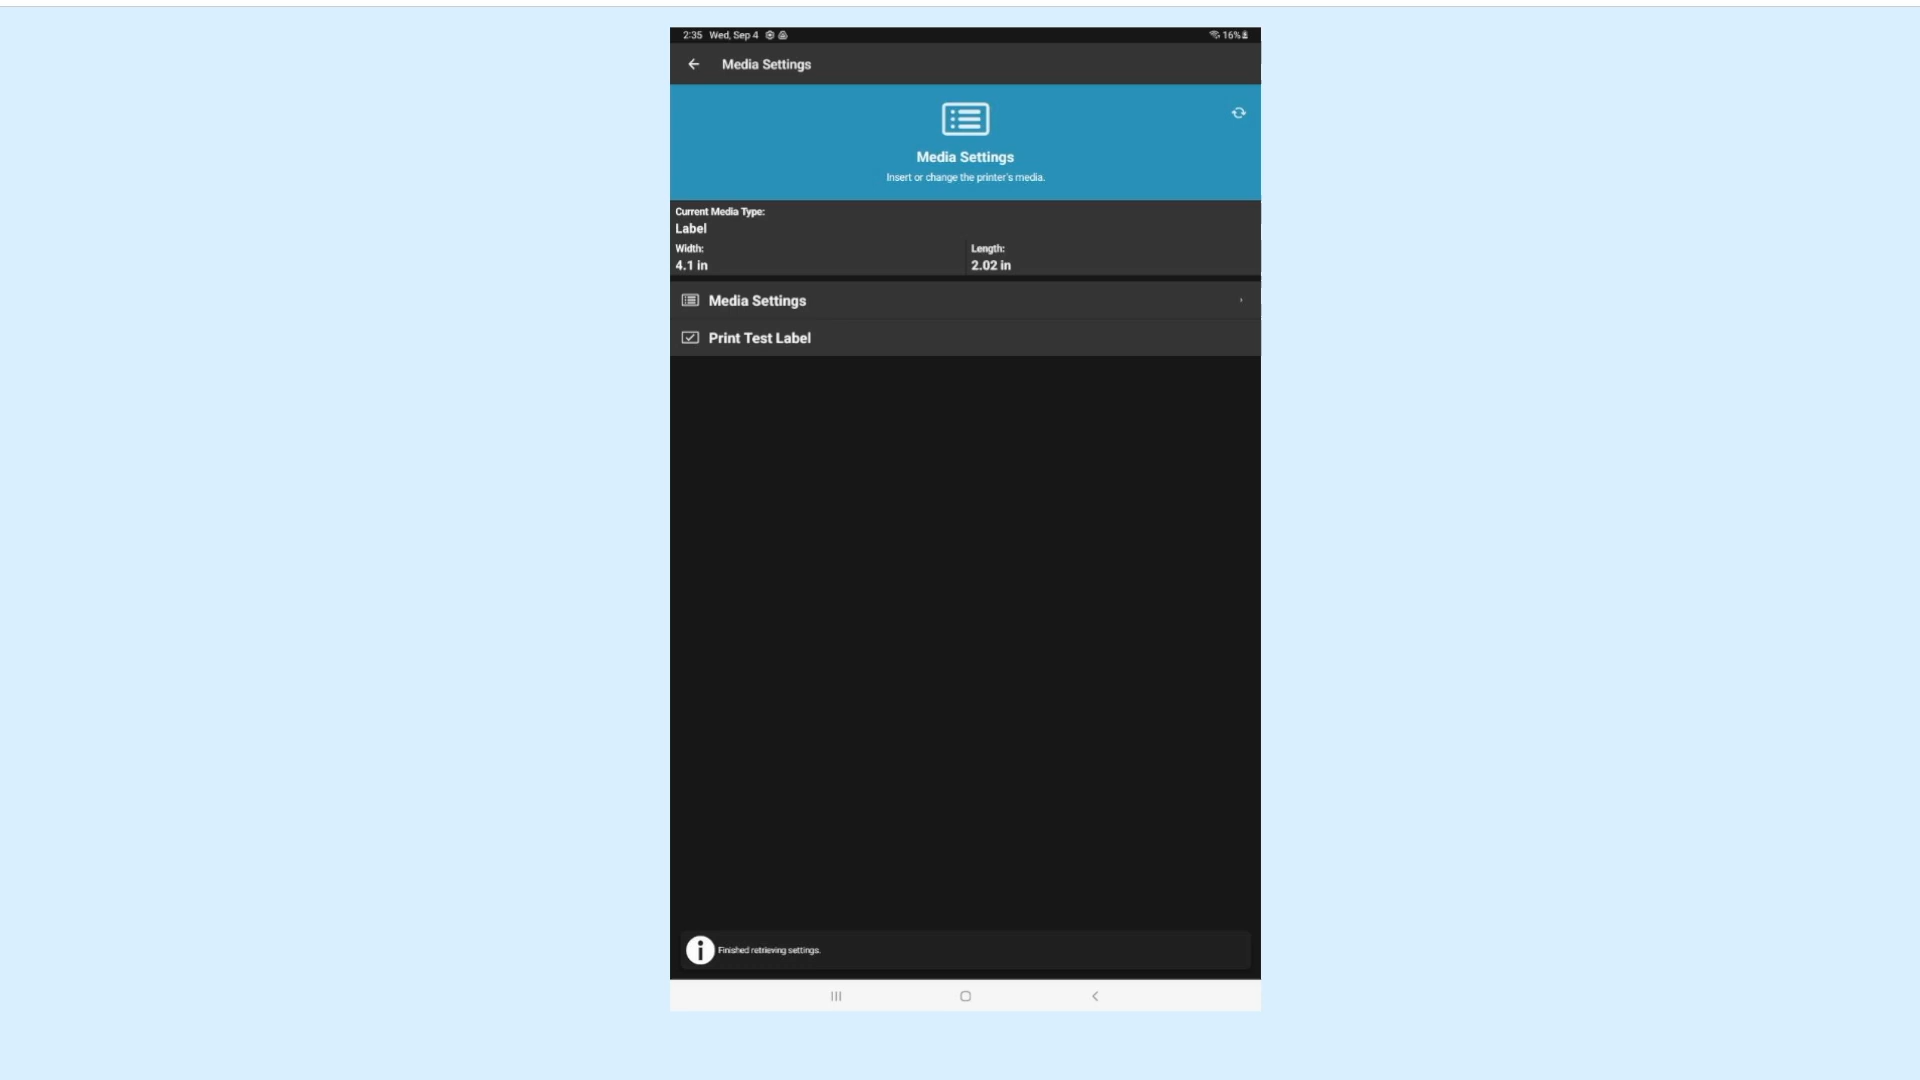 2:35 Wed, Sep 4
16%
Media Settings
Media Settings
Insert or change the printer's media.
Current Media Type:
Label
Width:
Length:
4.1 in
2.02 in
Media Settings
Print Test Label
Finished retrieving settings.